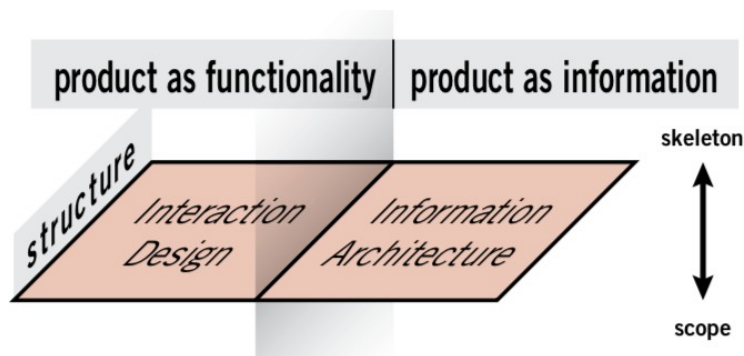 product as functionality
product as information
skeleton
structure
Interaction
Design
Information
Architecture
scope